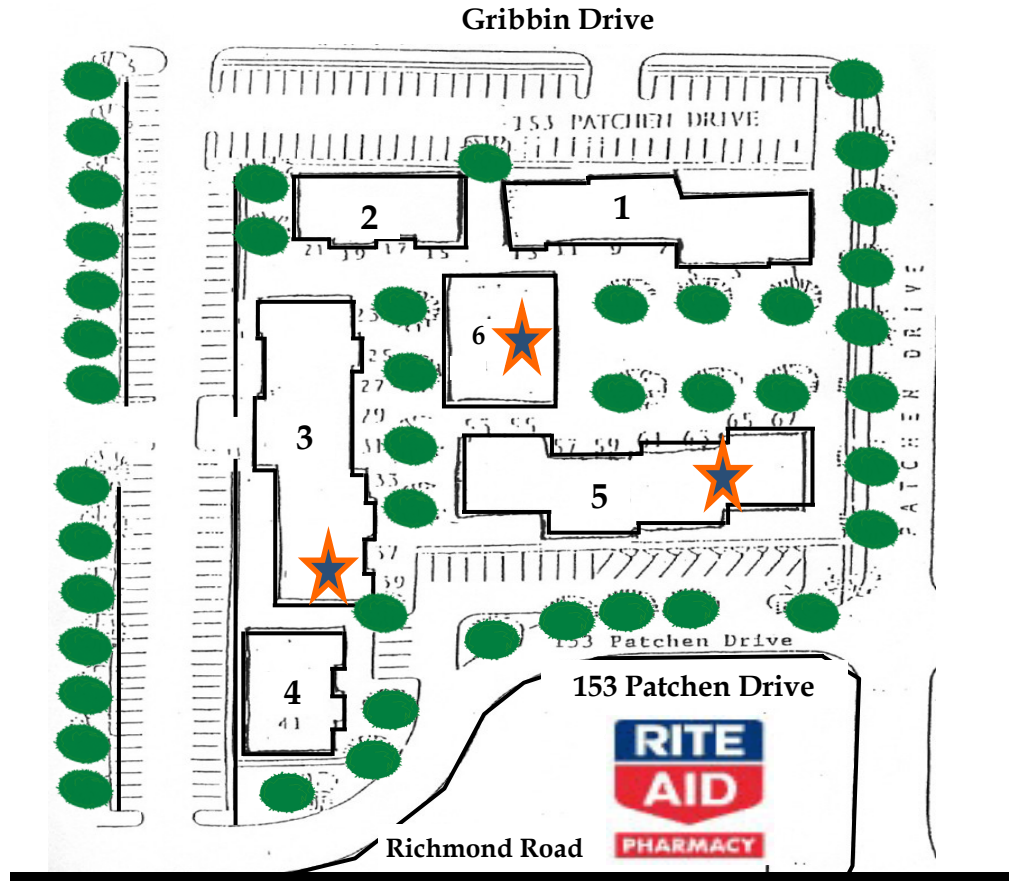 Gribbin Drive
153 PATCHEN DRIVE
2
1
21 19 17 15
13 11 9 7
6
25
27
29
31
33
3
53 55
57 59 61 63
65 67
5
37
39
PATCHEN DRIVE
153 Patchen Drive
4
41
153 Patchen Drive
RITE
AID
PHARMACY
Richmond Road